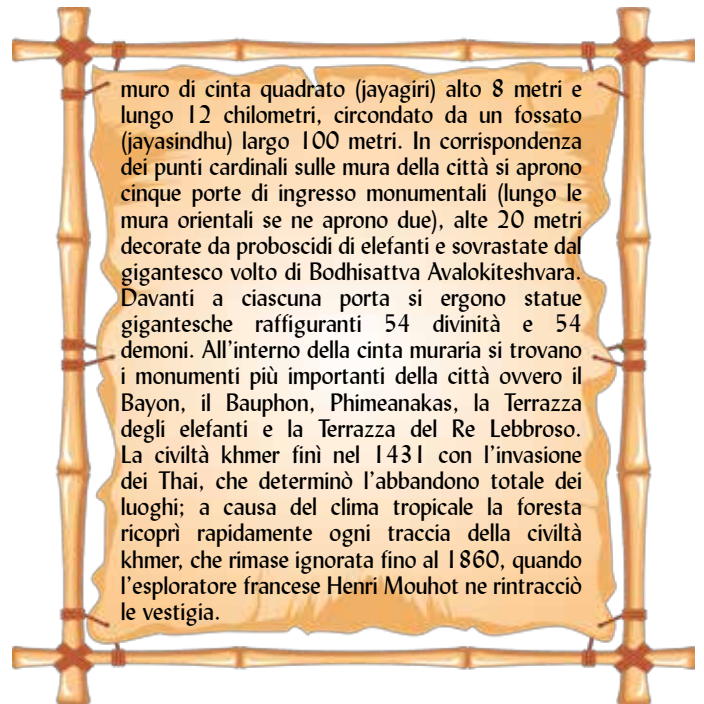 muro di cinta quadrato (jayagiri) alto 8 metri e
lungo 12 chilometri, circondato da un fossato
(jayasindhu) largo 100 metri. In corrispondenza
dei punti cardinali sulle mura della città si aprono
cinque porte di ingresso monumentali (lungo le
mura orientali se ne aprono due), alte 20 metri
decorate da proboscidi di elefanti e sovrastate dal
gigantesco volto di Bodhisattva Avalokiteshvara.
Davanti a ciascuna porta si ergono statue
gigantesche raffiguranti 54 divinità e 54
demoni. All'interno della cinta muraria si trovano
i monumenti più importanti della città ovvero il
Bayon, il Bauphon, Phimeanakas, la Terrazza
degli elefanti e la Terrazza del Re Lebbroso.
La civiltà khmer finì nel 1431 con l'invasione
dei Thai, che determinò l'abbandono totale dei
luoghi; a causa del clima tropicale la foresta
ricoprì rapidamente ogni traccia della civiltà
khmer, che rimase ignorata fino al 1860, quando
l'esploratore francese Henri Mouhot ne rintracciò
le vestigia.